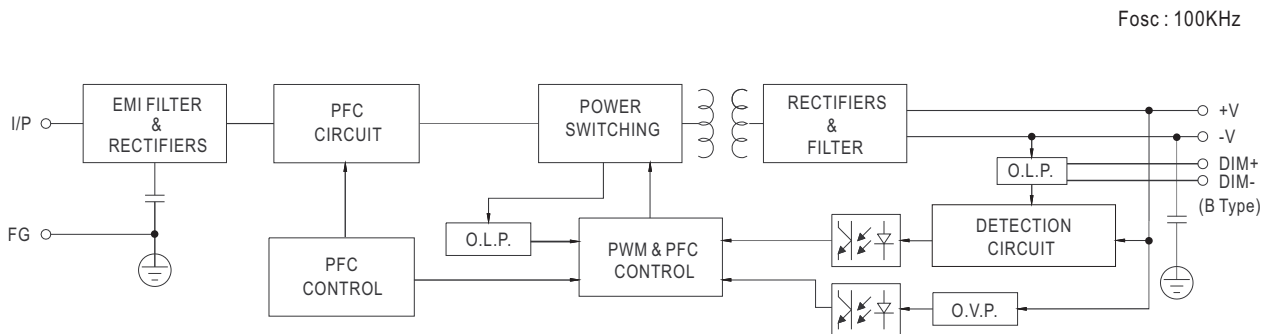 Fosc : 100KHz
I/P
EMI FILTER
&
RECTIFIERS
PFC
CIRCUIT
POWER
SWITCHING
RECTIFIERS
&
FILTER
+V
-V
DIM+
DIM-
(B Type)
O.L.P.
FG
O.L.P.
DETECTION
CIRCUIT
PFC
CONTROL
PWM & PFC
CONTROL
O.V.P.